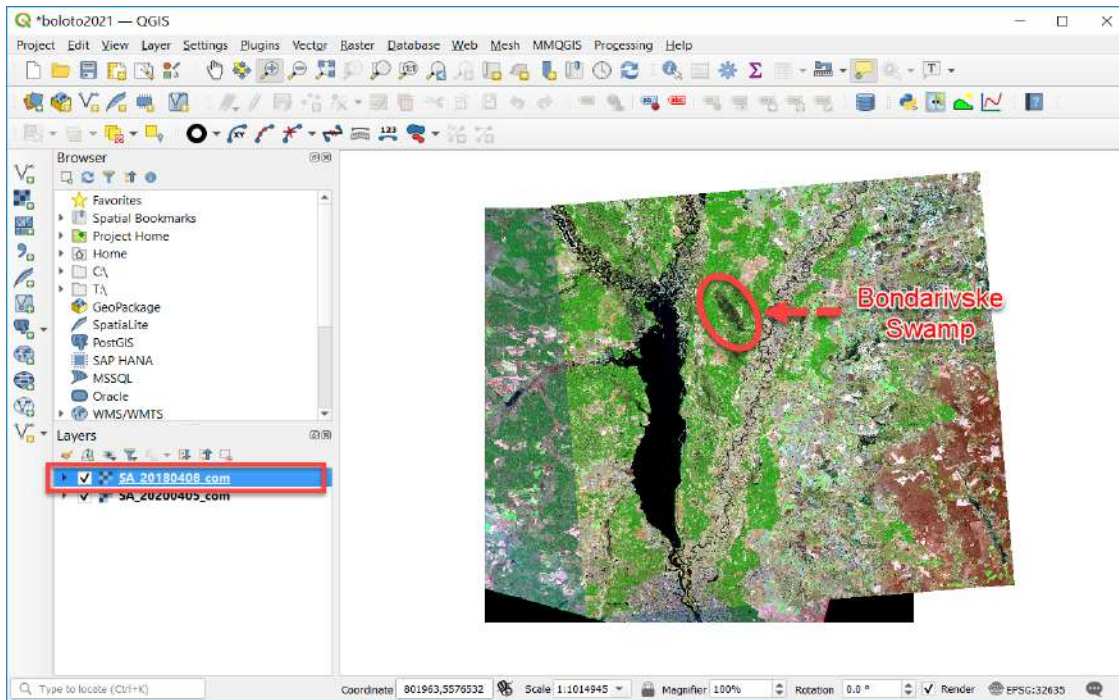 *boloto2021 — QGIS
Project Edit View Layer Settings Plugins Vector Raster Database Web Mesh MMQGIS Processing Help
Browser
Favorites
Spatial Bookmarks
Project Home
Home
C:\
T:\
GeoPackage
SpatiaLite
PostGIS
SAP HANA
MSSQL
Oracle
WMS/WMTS
Layers
SA_20180408_com
SA_20200405_com
Bondarivske
Swamp
Type to locate (Ctrl+K)
Coordinate 801963,5576532 Scale 1:1014945 Magnifier 100% Rotation 0.0 ° Render EPSG:32635